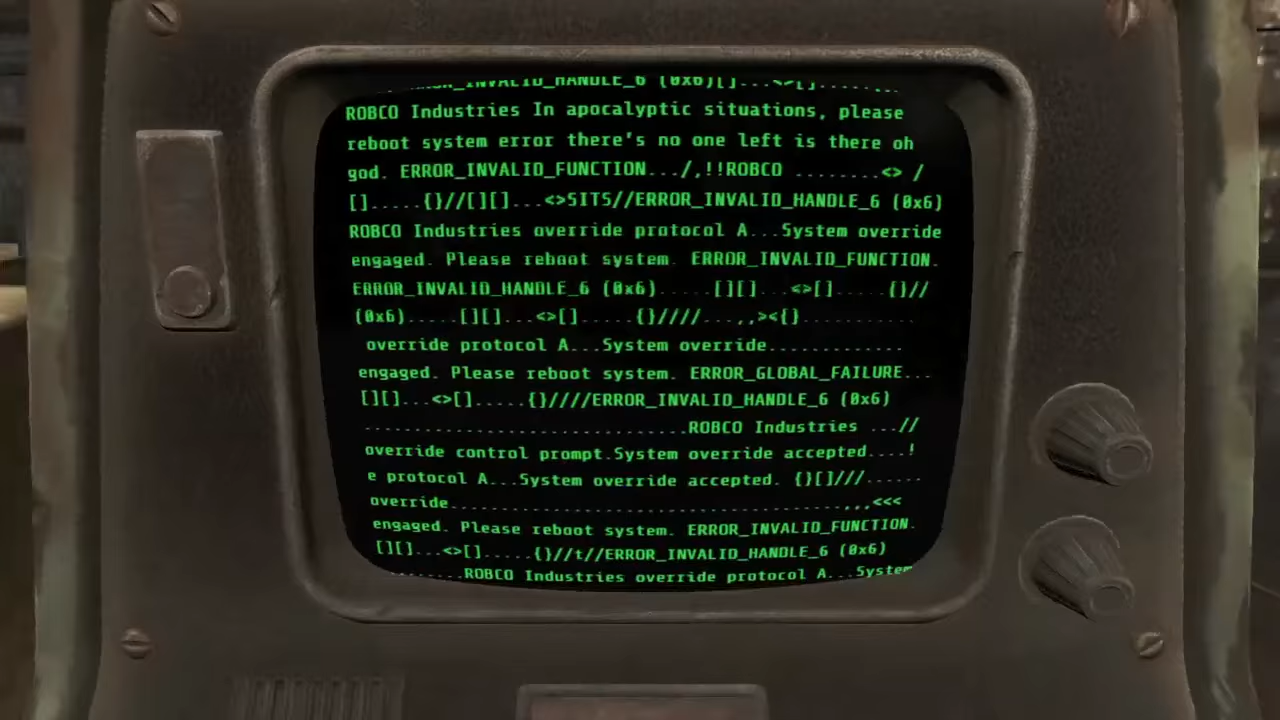 ERROR_INVALID_HANDLE_6 (0x6)[]...<>[]........
ROBCO Industries In apocalyptic situations, please
reboot system error there's no one left is there oh
god. ERROR_INVALID_FUNCTION.../,!!ROBCO ........<> /
[].....{}//[][]...<>SITS//ERROR_INVALID_HANDLE_6 (0x6)
ROBCO Industries override protocol A...System override
engaged. Please reboot system. ERROR_INVALID_FUNCTION.
ERROR_INVALID_HANDLE_6 (0x6).....[][]...<>[].....{}//
(0x6).....[][]...<>[].....{}////...,,><{}............
override protocol A...System override.............
engaged. Please reboot system. ERROR_GLOBAL_FAILURE...
[][]...<>[].....{}////ERROR_INVALID_HANDLE_6 (0x6)
................................ROBCO Industries ...//
override control prompt.System override accepted....!
e protocol A...System override accepted. {}[]///......
override.......................................,,,<<<
engaged. Please reboot system. ERROR_INVALID_FUNCTION.
[][]...<>[].....{}//t//ERROR_INVALID_HANDLE_6 (0x6)
........ROBCO Industries override protocol A...System